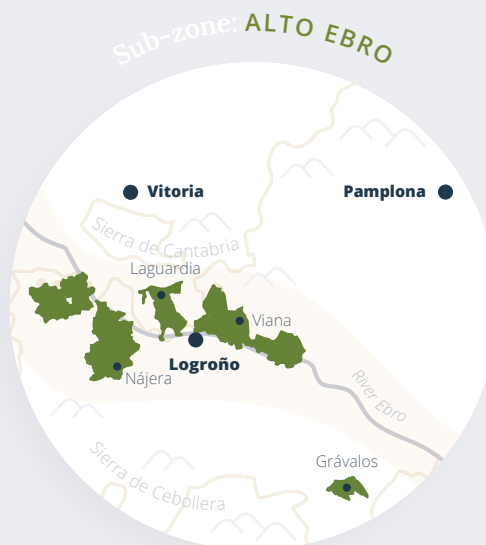 Sub-zone: ALTO EBRO
Vitoria
Pamplona
Sierra de Cantabria
Laguardia
Viana
Logroño
Nájera
River Ebro
Grávalos
Sierra de Cebollera